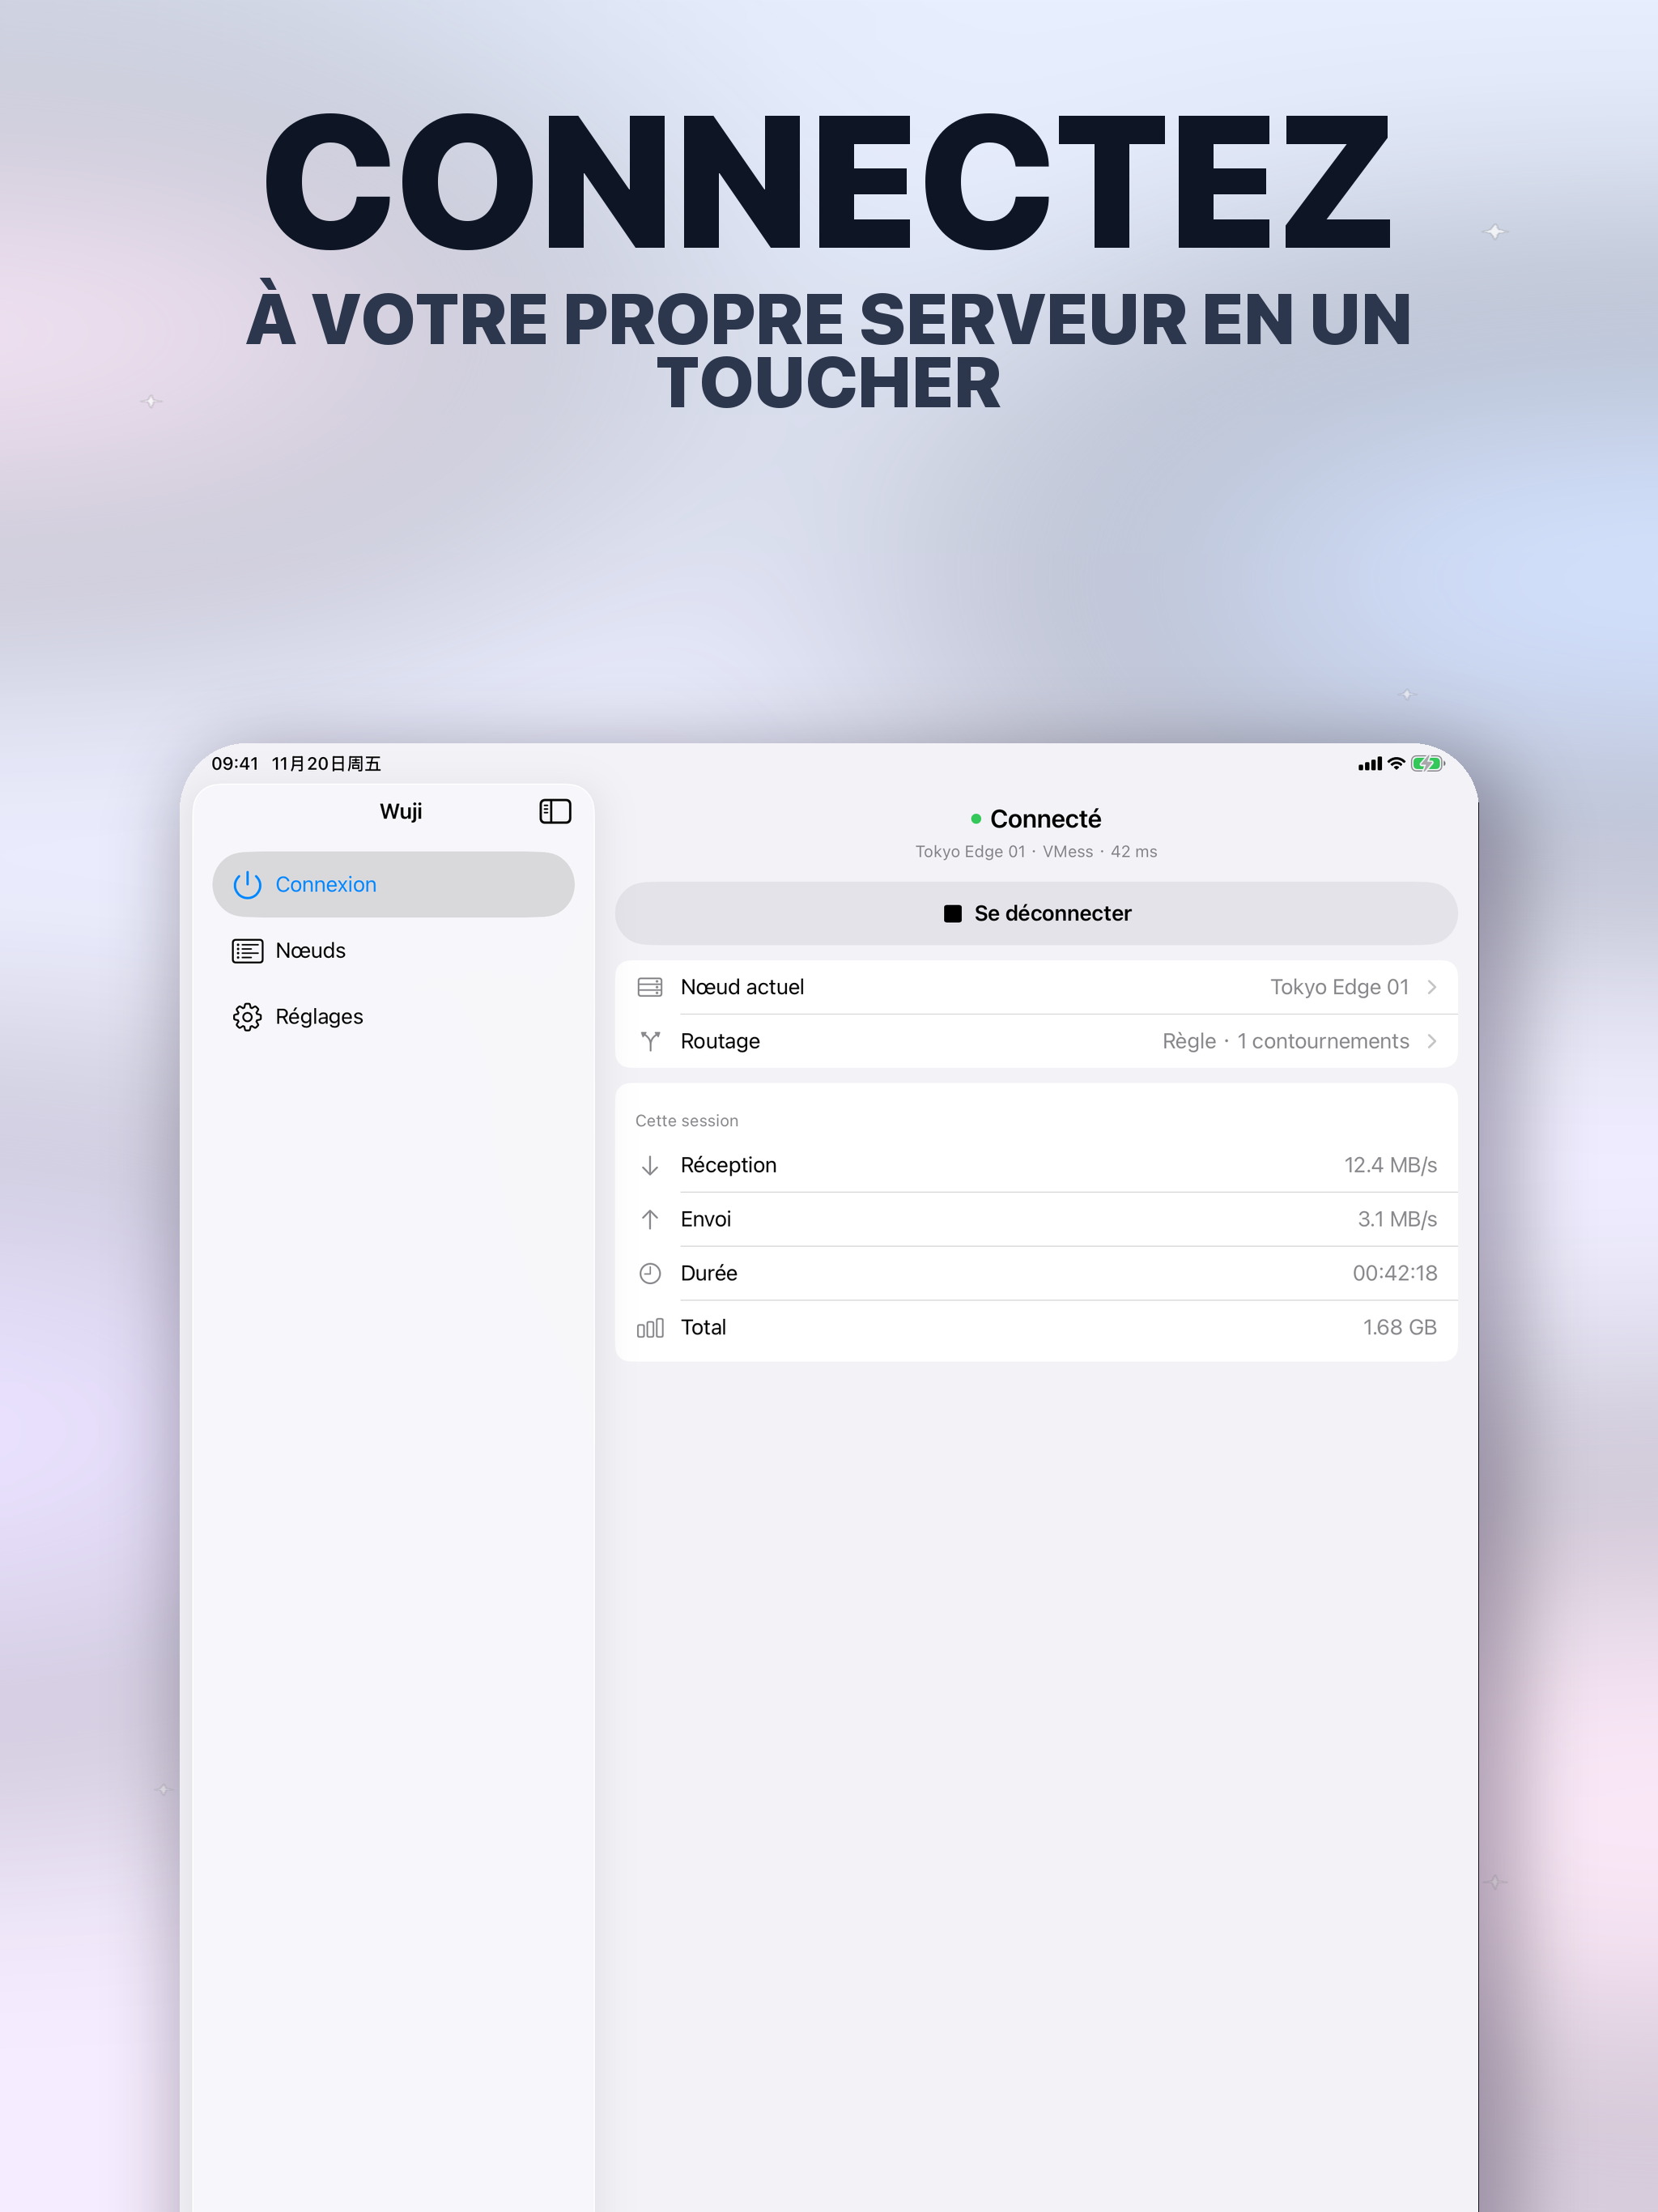 CONNECTEZ
À VOTRE PROPRE SERVEUR EN UN
TOUCHER
09:41 11月20日周五
Wuji
Connexion
Nœuds
Réglages
Connecté
Tokyo Edge 01 · VMess · 42 ms
Se déconnecter
Nœud actuel Tokyo Edge 01
Routage Règle · 1 contournements
Cette session
Réception 12.4 MB/s
Envoi 3.1 MB/s
Durée 00:42:18
Total 1.68 GB